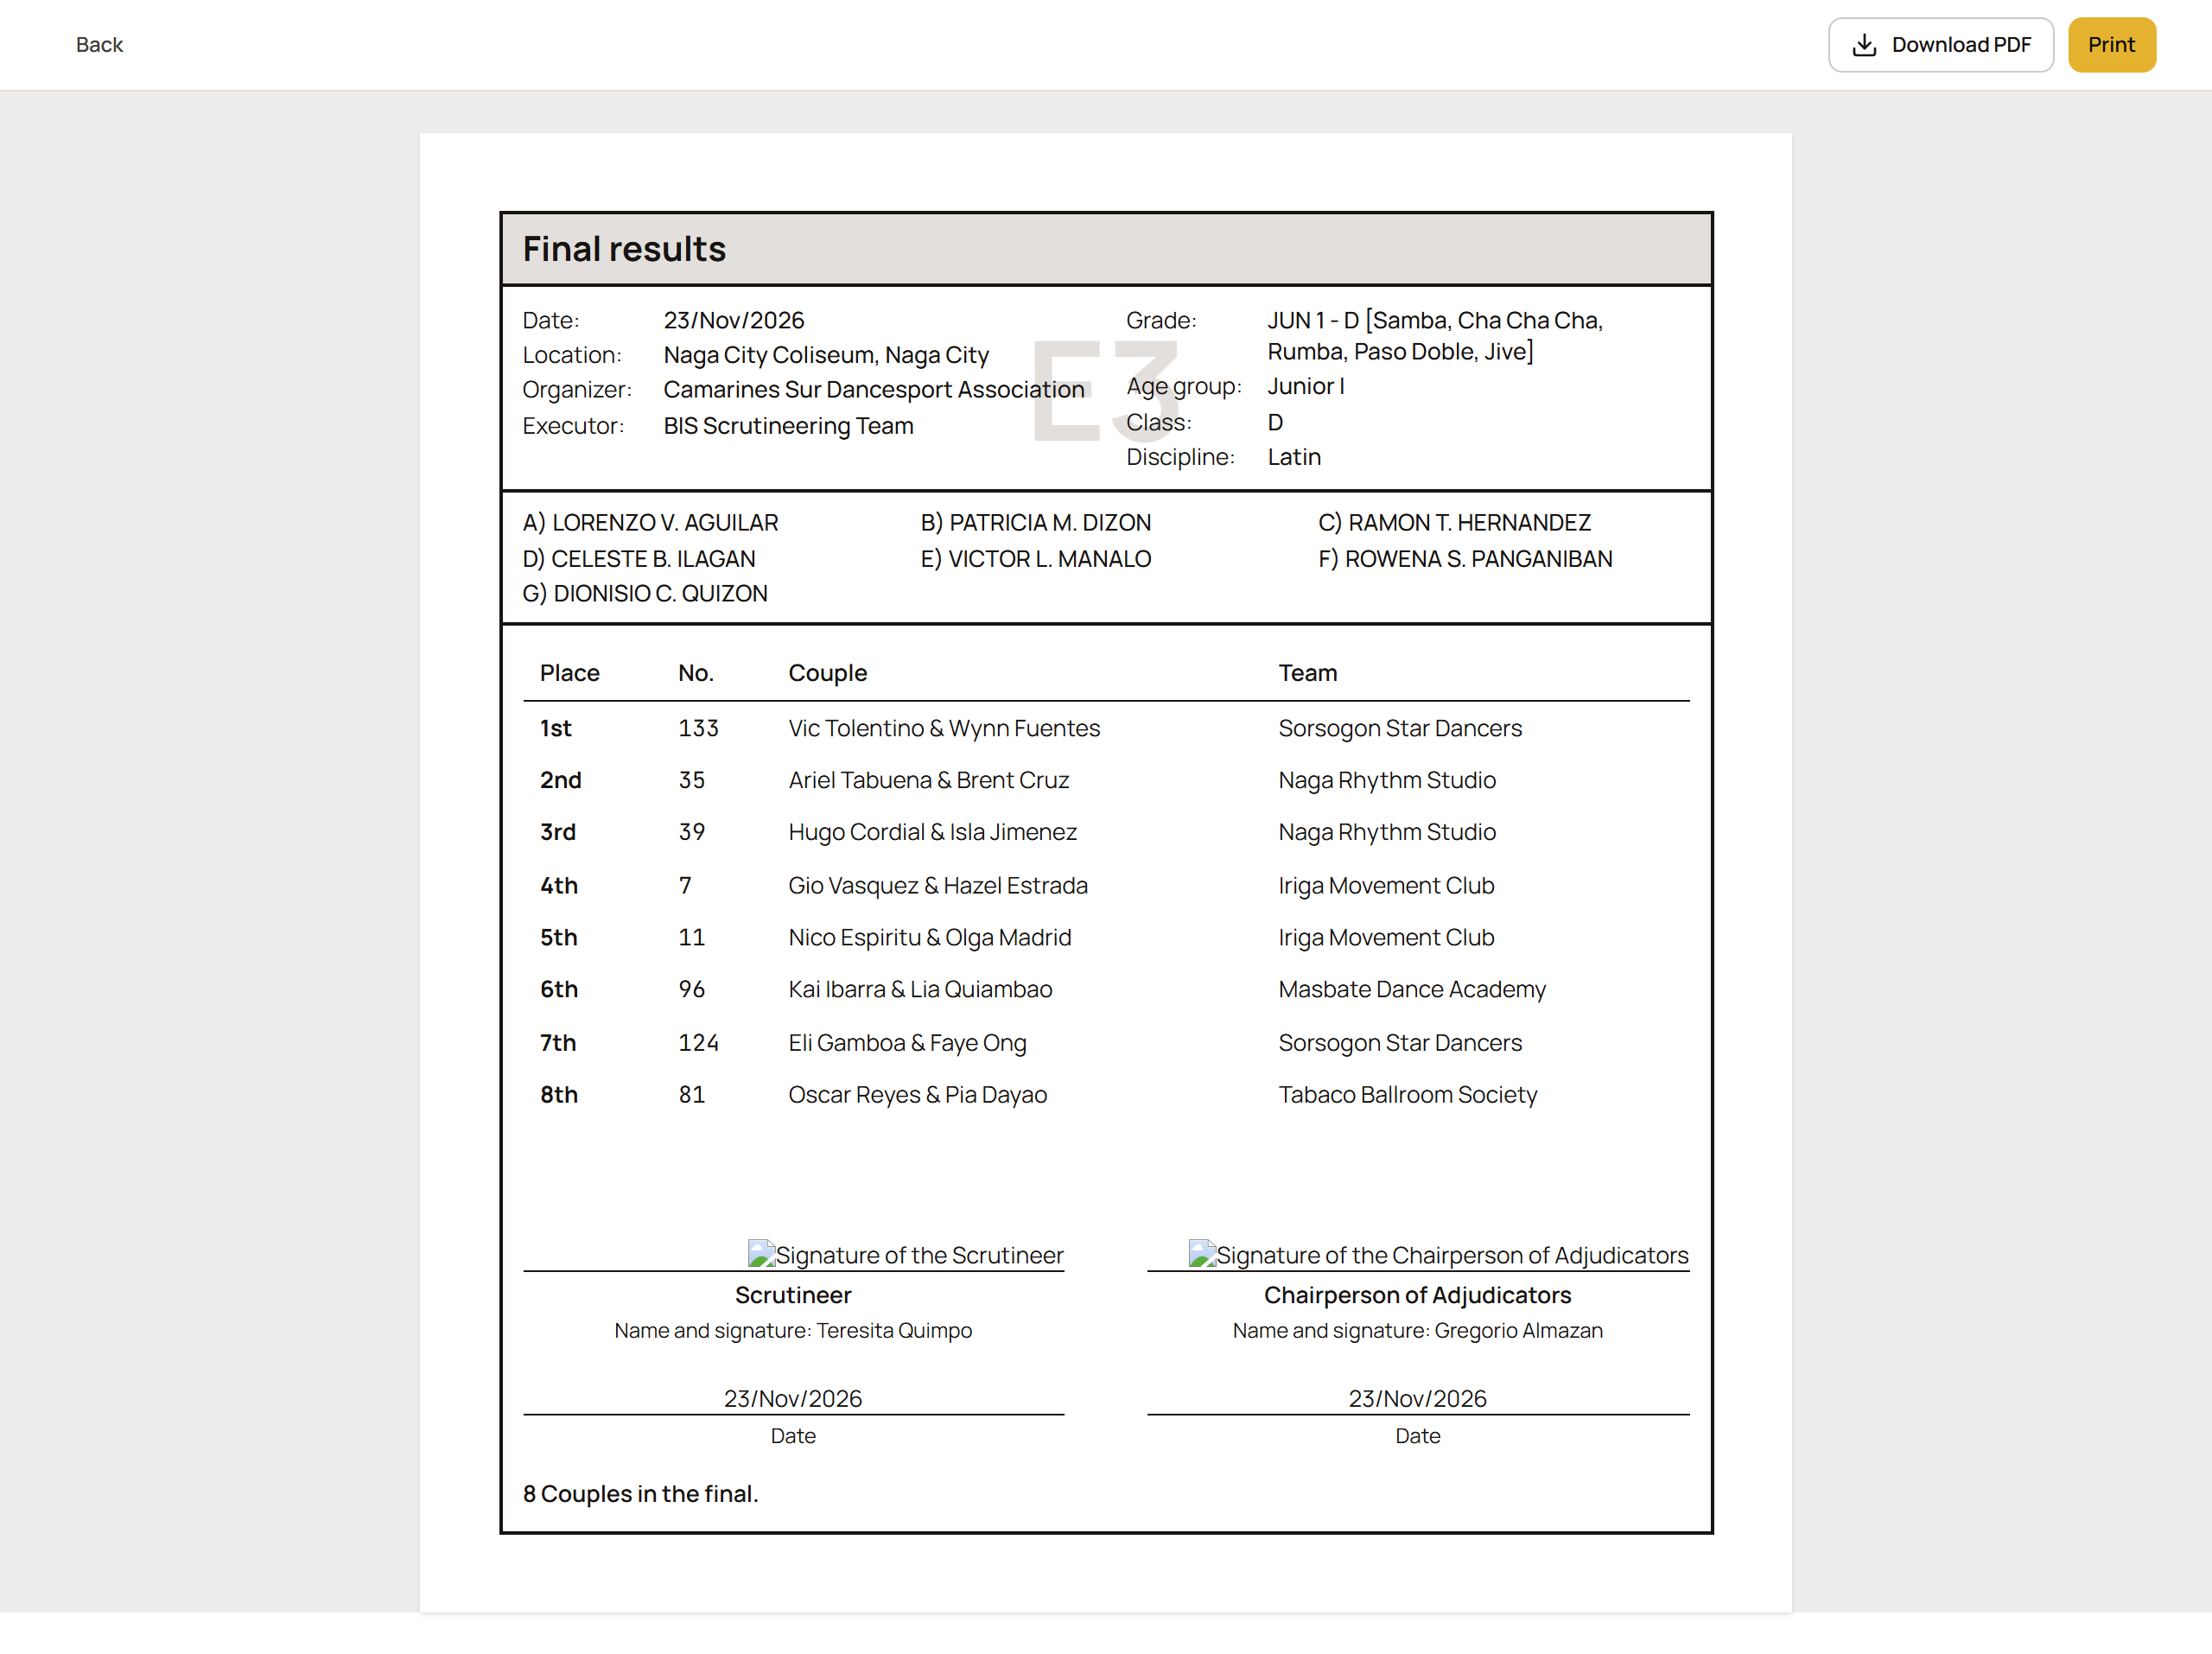 Back
Download PDF
Print
Final results
Date: 23/Nov/2026
Location: Naga City Coliseum, Naga City
Organizer: Camarines Sur Dancesport Association
Executor: BIS Scrutineering Team
E3
Grade: JUN 1 - D [Samba, Cha Cha Cha,
Rumba, Paso Doble, Jive]
Age group: Junior I
Class: D
Discipline: Latin
A) LORENZO V. AGUILAR B) PATRICIA M. DIZON C) RAMON T. HERNANDEZ
D) CELESTE B. ILAGAN E) VICTOR L. MANALO F) ROWENA S. PANGANIBAN
G) DIONISIO C. QUIZON
Place No. Couple Team
1st 133 Vic Tolentino & Wynn Fuentes Sorsogon Star Dancers
2nd 35 Ariel Tabuena & Brent Cruz Naga Rhythm Studio
3rd 39 Hugo Cordial & Isla Jimenez Naga Rhythm Studio
4th 7 Gio Vasquez & Hazel Estrada Iriga Movement Club
5th 11 Nico Espiritu & Olga Madrid Iriga Movement Club
6th 96 Kai Ibarra & Lia Quiambao Masbate Dance Academy
7th 124 Eli Gamboa & Faye Ong Sorsogon Star Dancers
8th 81 Oscar Reyes & Pia Dayao Tabaco Ballroom Society
Signature of the Scrutineer Signature of the Chairperson of Adjudicators
Scrutineer Chairperson of Adjudicators
Name and signature: Teresita Quimpo Name and signature: Gregorio Almazan
23/Nov/2026 23/Nov/2026
Date Date
8 Couples in the final.